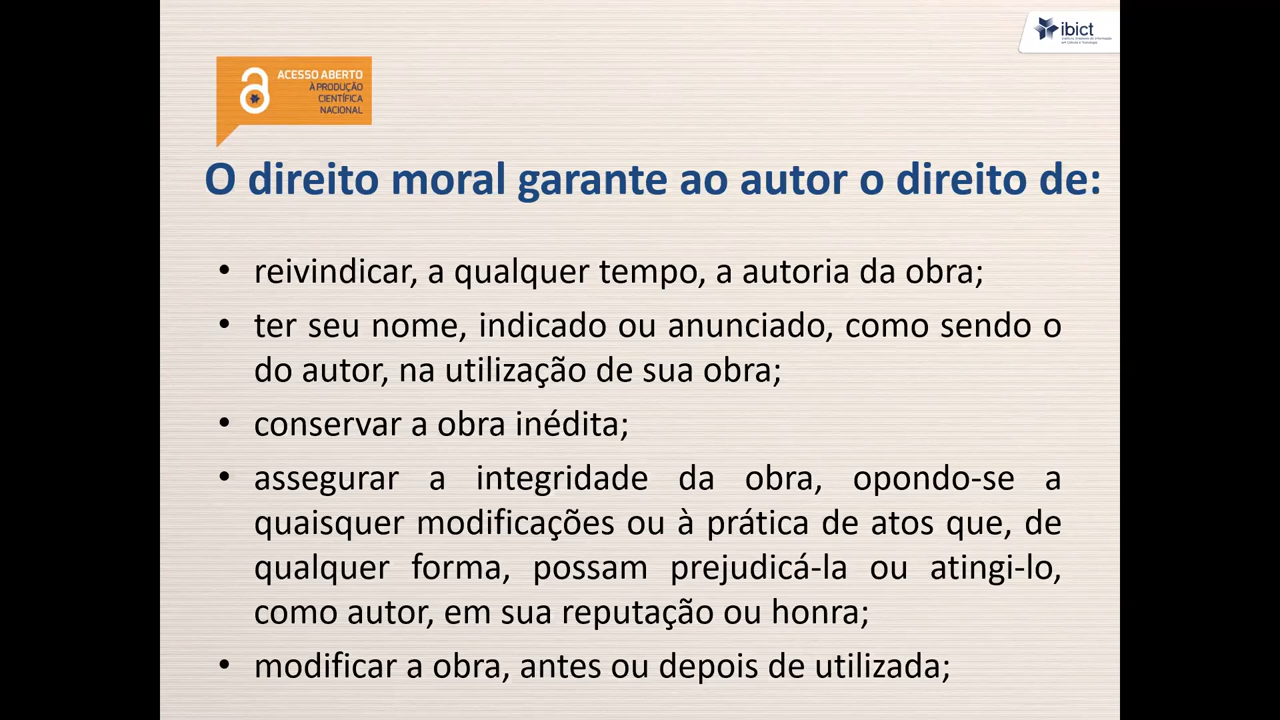 ibict
ACESSO ABERTO
À PRODUÇÃO
CIENTÍFICA
NACIONAL
O direito moral garante ao autor o direito de:
• reivindicar, a qualquer tempo, a autoria da obra;
• ter seu nome, indicado ou anunciado, como sendo o
do autor, na utilização de sua obra;
• conservar a obra inédita;
• assegurar a integridade da obra, opondo-se a
quaisquer modificações ou à prática de atos que, de
qualquer forma, possam prejudicá-la ou atingi-lo,
como autor, em sua reputação ou honra;
• modificar a obra, antes ou depois de utilizada;